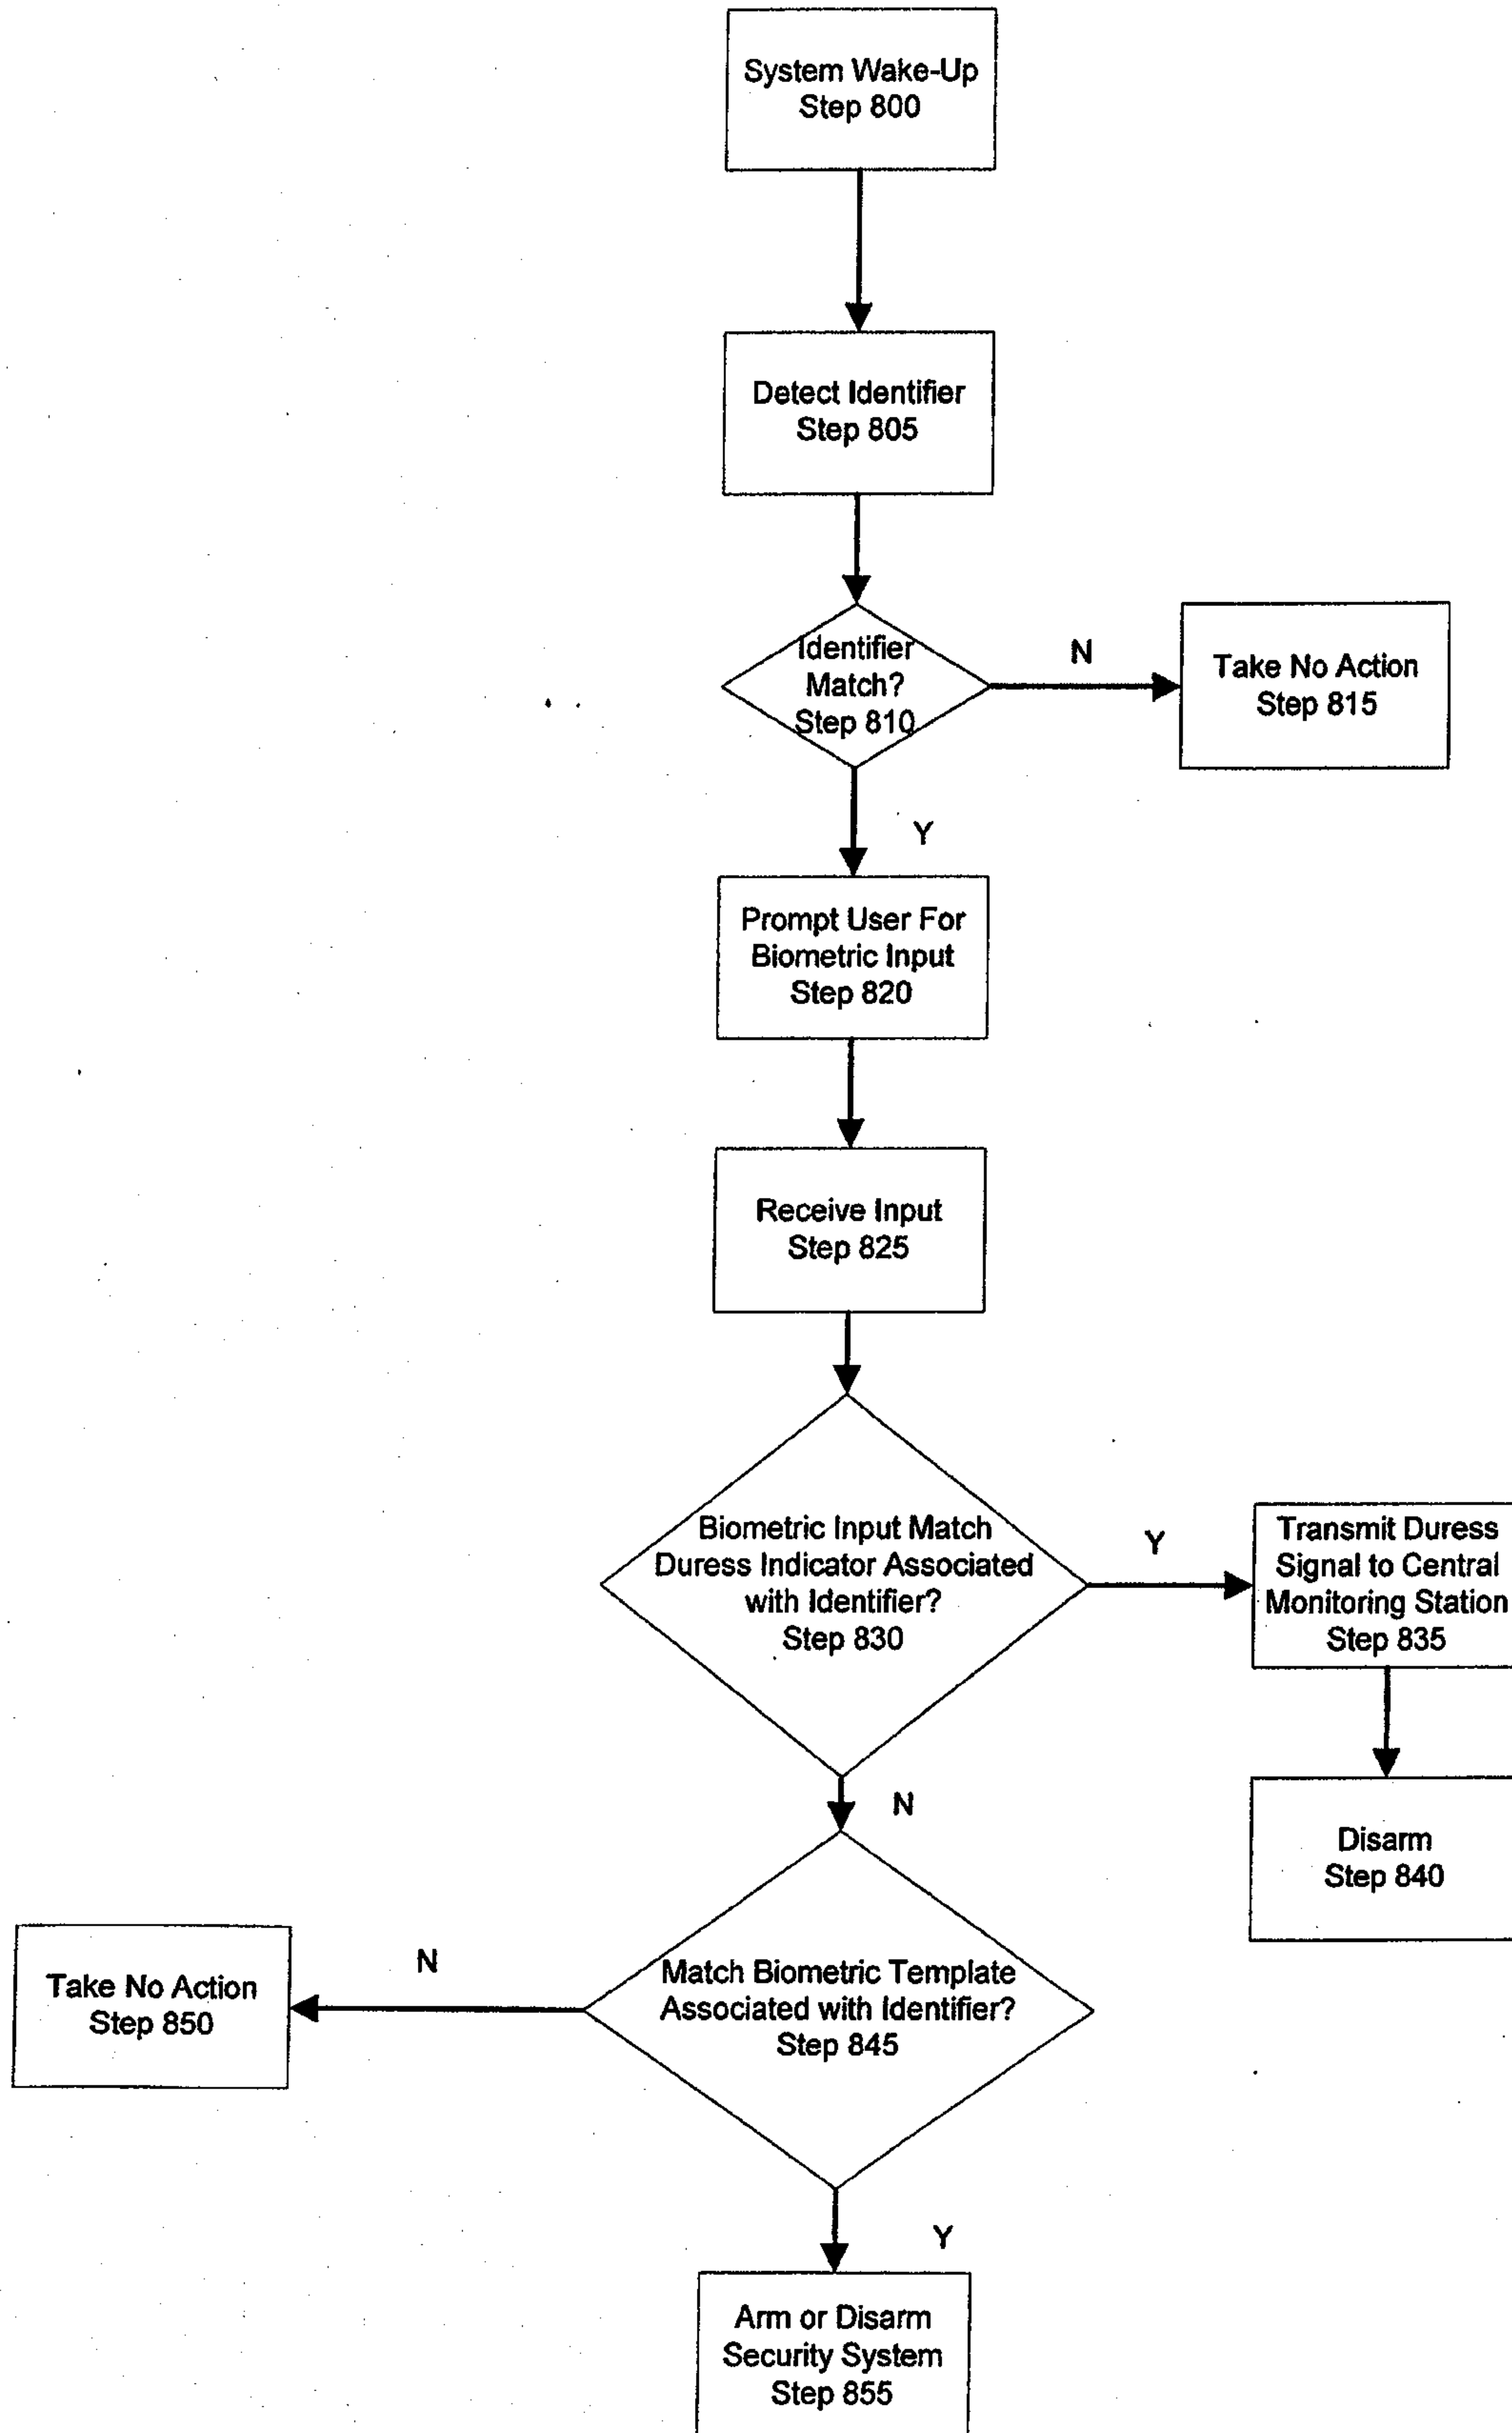 System Wake-Up
Step 800
Detect Identifier
Step 805
Identifier
Match?
Step 810
N
Take No Action
Step 815
Y
Prompt User For
Biometric Input
Step 820
Receive Input
Step 825
Biometric Input Match
Duress Indicator Associated
with Identifier?
Step 830
Y
Transmit Duress
Signal to Central
Monitoring Station
Step 835
N
Disarm
Step 840
Match Biometric Template
Associated with Identifier?
Step 845
N
Take No Action
Step 850
Y
Arm or Disarm
Security System
Step 855